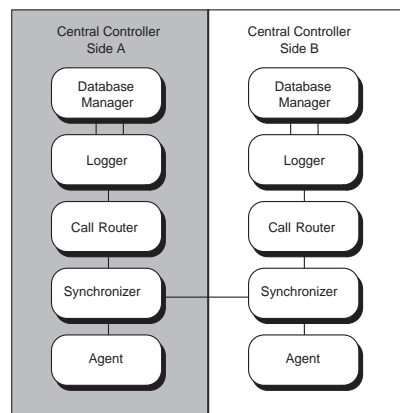 Central Controller
Side A
Database
Manager
Logger
Call Router
Synchronizer
Agent
Central Controller
Side B
Database
Manager
Logger
Call Router
Synchronizer
Agent